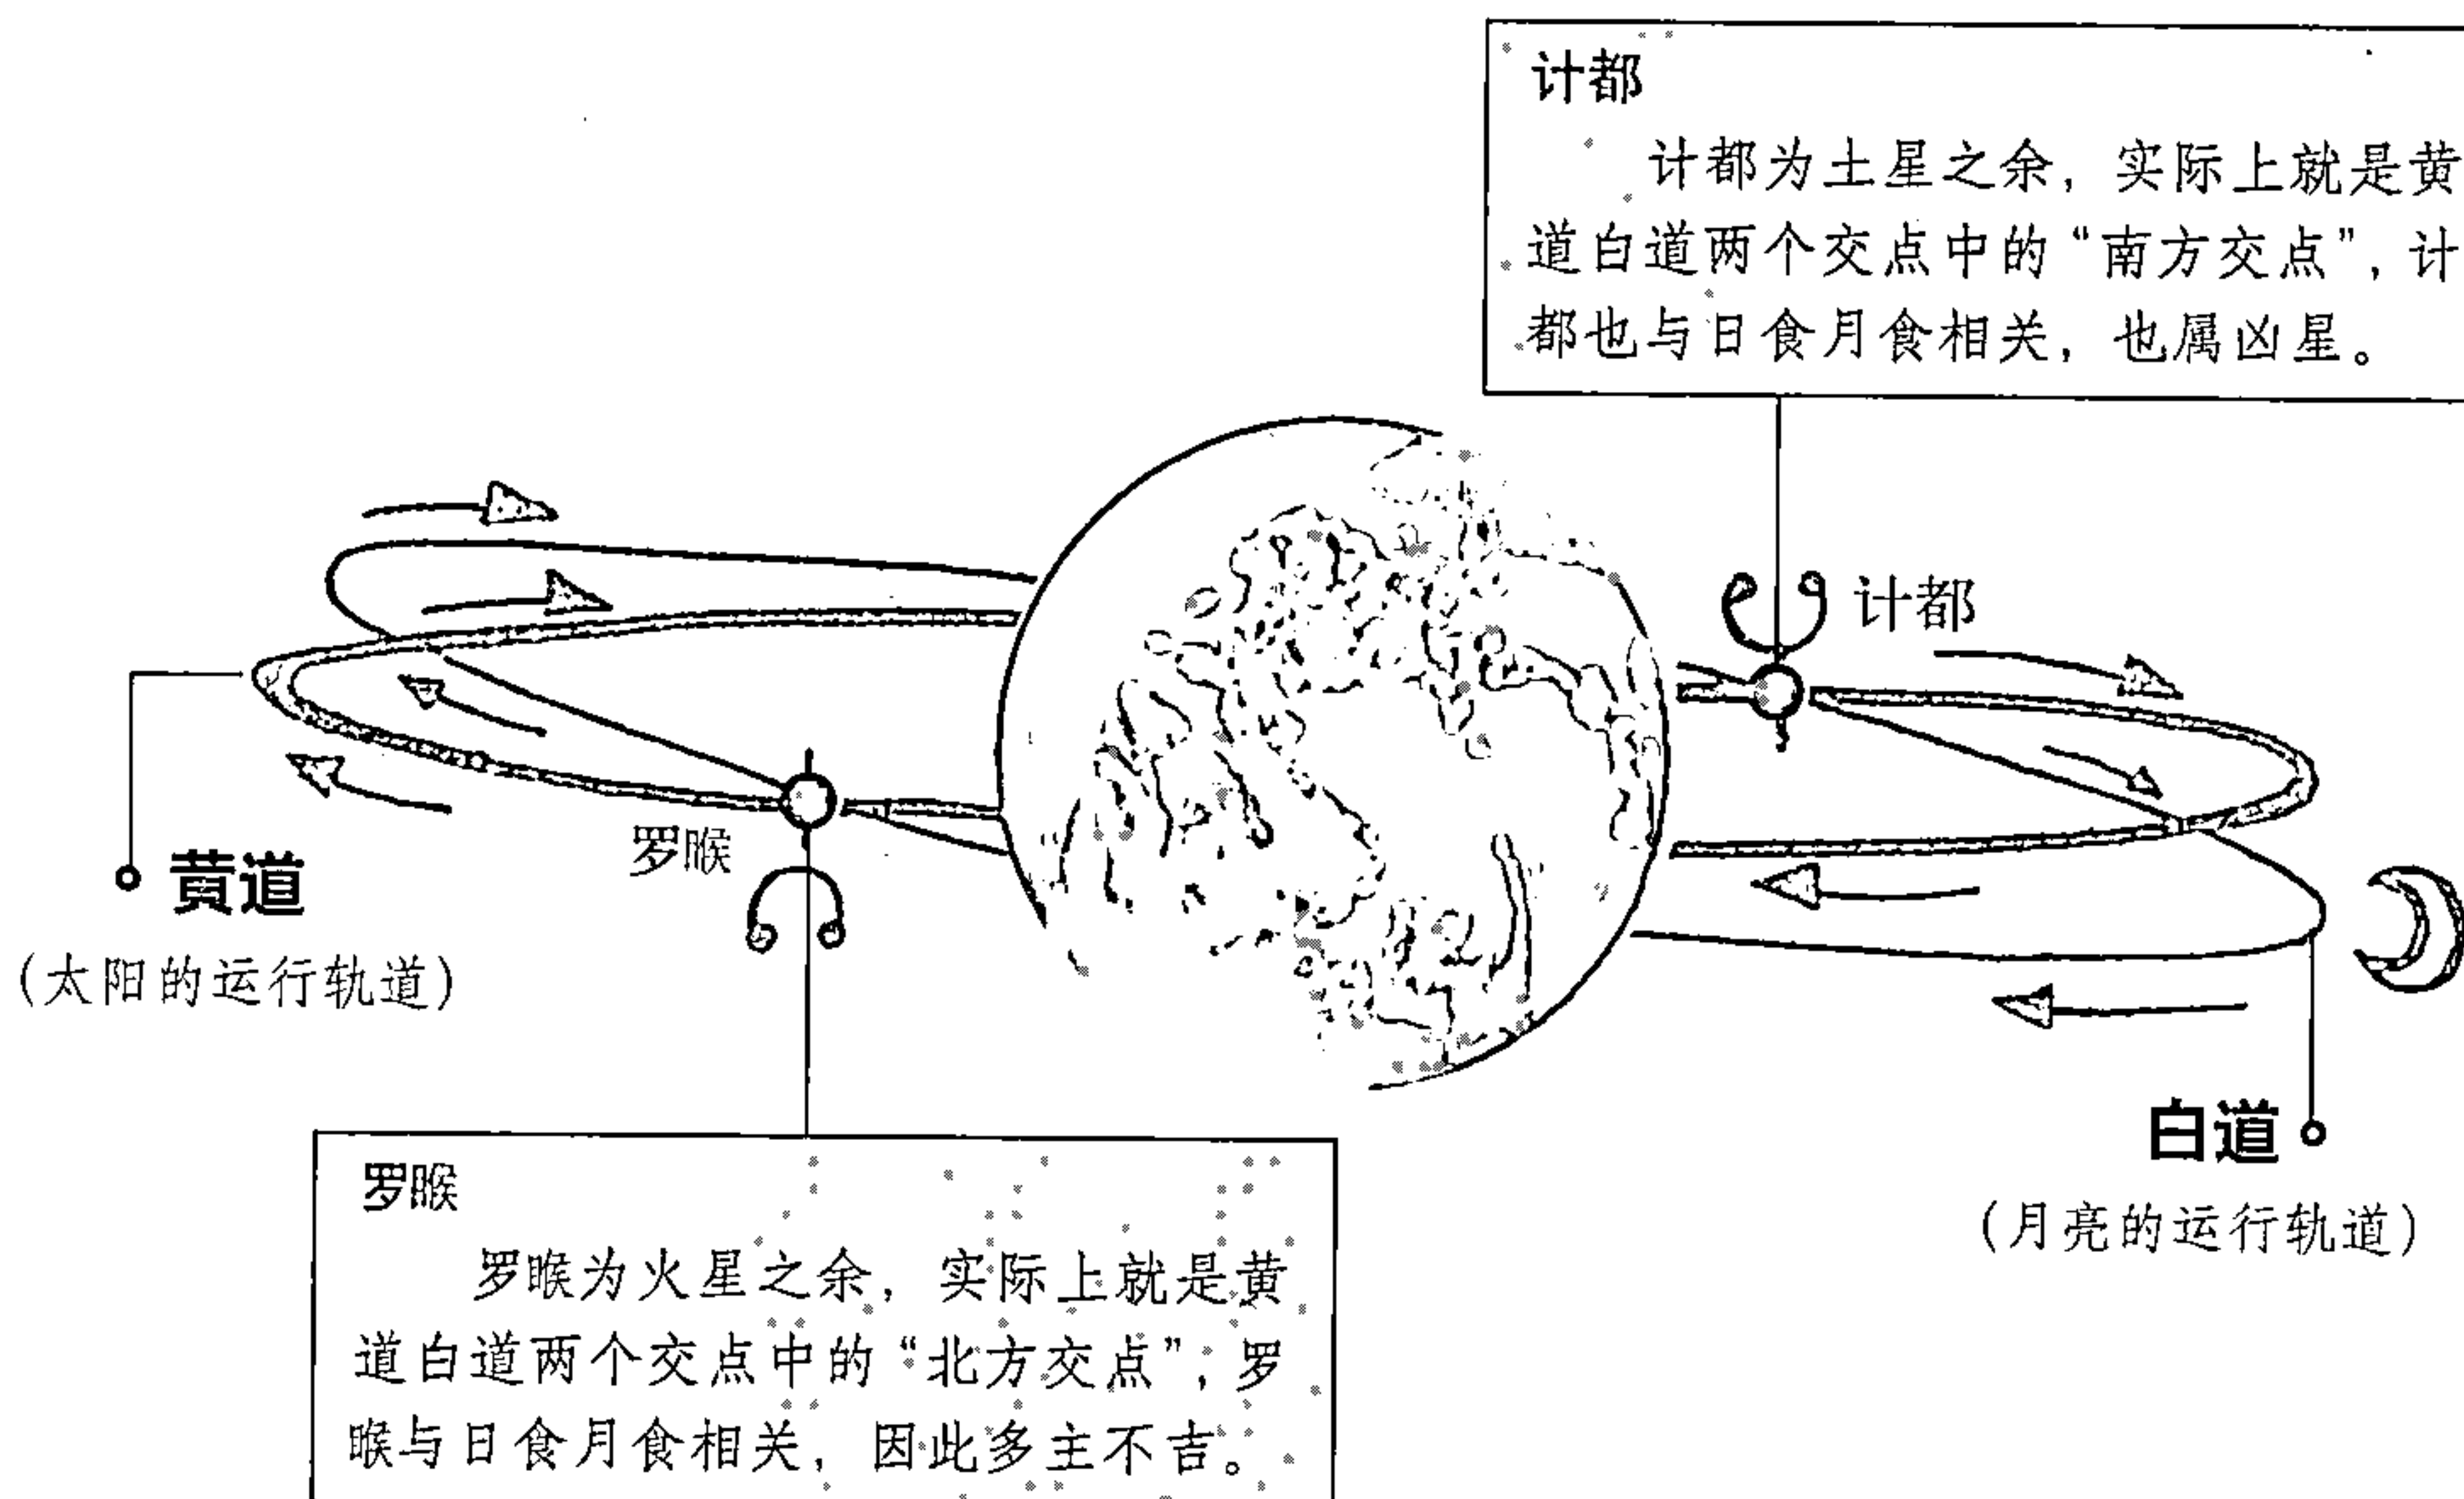 计都
计都为土星之余，实际上就是黄
道白道两个交点中的“南方交点”，计
都也与日食月食相关，也属凶星。
计都
罗睺
黄道
（太阳的运行轨道）
白道
（月亮的运行轨道）
罗睺
罗睺为火星之余，实际上就是黄
道白道两个交点中的“北方交点”，罗
睺与日食月食相关，因此多主不吉。